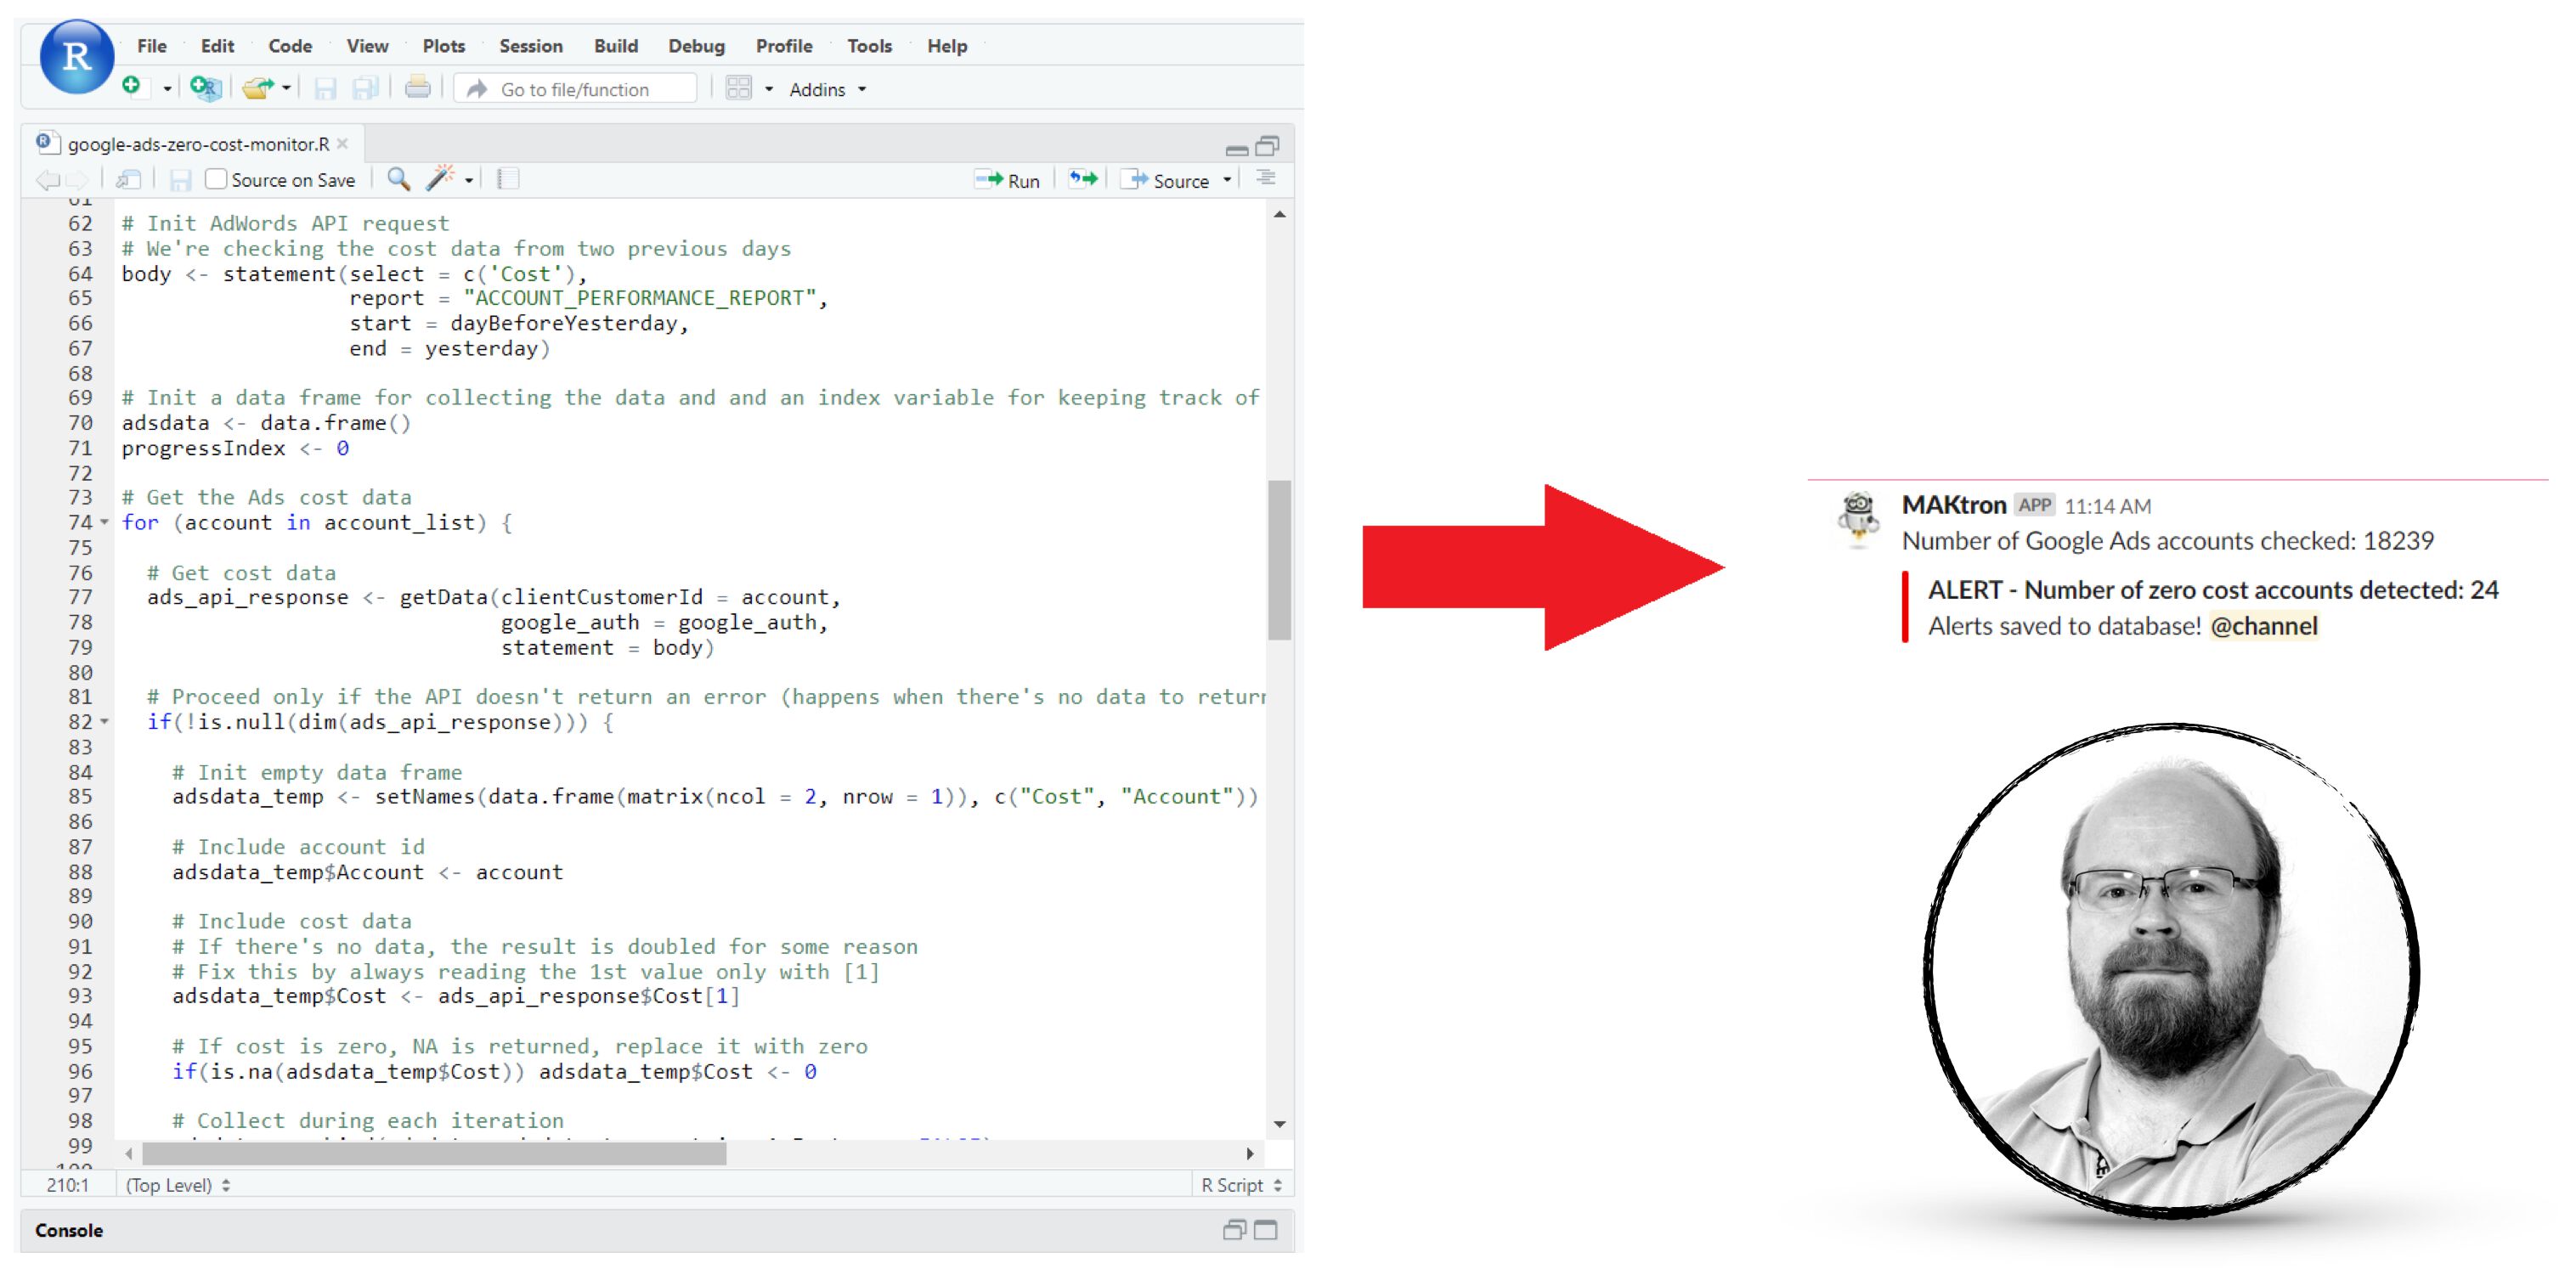 R
File Edit Code View Plots Session Build Debug Profile Tools Help
Go to file/function Addins
google-ads-zero-cost-monitor.R
Source on Save Run Source
61
62 # Init AdWords API request
63 # We're checking the cost data from two previous days
64 body <- statement(select = c('Cost'),
65 report = "ACCOUNT_PERFORMANCE_REPORT",
66 start = dayBeforeYesterday,
67 end = yesterday)
68
69 # Init a data frame for collecting the data and and an index variable for keeping track of
70 adsdata <- data.frame()
71 progressIndex <- 0
72
73 # Get the Ads cost data
74 for (account in account_list) {
75
76 # Get cost data
77 ads_api_response <- getData(clientCustomerId = account,
78 google_auth = google_auth,
79 statement = body)
80
81 # Proceed only if the API doesn't return an error (happens when there's no data to return
82 if(!is.null(dim(ads_api_response))) {
83
84 # Init empty data frame
85 adsdata_temp <- setNames(data.frame(matrix(ncol = 2, nrow = 1)), c("Cost", "Account"))
86
87 # Include account id
88 adsdata_temp$Account <- account
89
90 # Include cost data
91 # If there's no data, the result is doubled for some reason
92 # Fix this by always reading the 1st value only with [1]
93 adsdata_temp$Cost <- ads_api_response$Cost[1]
94
95 # If cost is zero, NA is returned, replace it with zero
96 if(is.na(adsdata_temp$Cost)) adsdata_temp$Cost <- 0
97
98 # Collect during each iteration
99
210:1 (Top Level) R Script
Console
MAKtron APP 11:14 AM
Number of Google Ads accounts checked: 18239
ALERT - Number of zero cost accounts detected: 24
Alerts saved to database! @channel